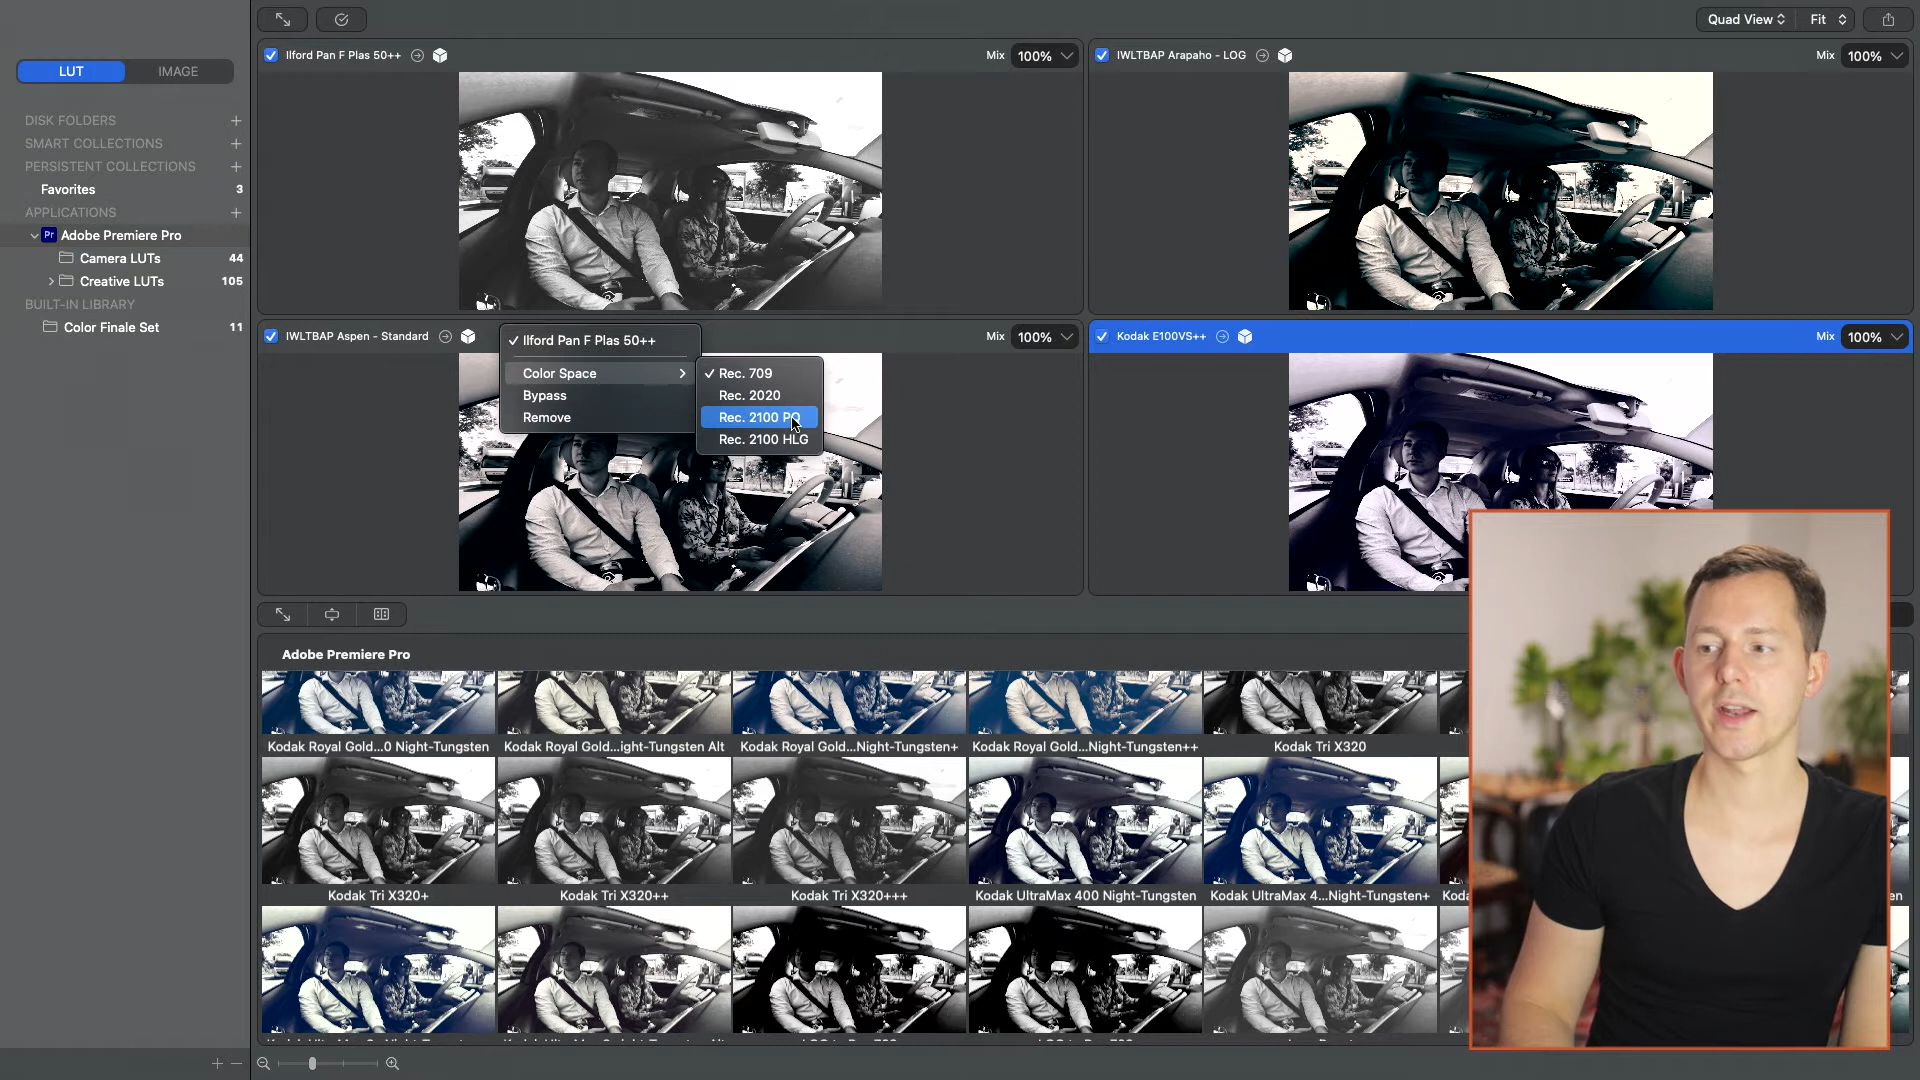 Quad View
Fit
LUT
IMAGE
Ilford Pan F Plas 50++
Mix
100%
IWLTBAP Arapaho - LOG
Mix
100%
DISK FOLDERS
SMART COLLECTIONS
PERSISTENT COLLECTIONS
Favorites
3
APPLICATIONS
Pr Adobe Premiere Pro
Camera LUTs
44
Creative LUTs
105
BUILT-IN LIBRARY
Color Finale Set
11
IWLTBAP Aspen - Standard
Mix
100%
Kodak E100VS++
Mix
100%
✓ Ilford Pan F Plas 50++
Color Space
Bypass
Remove
✓ Rec. 709
Rec. 2020
Rec. 2100 PQ
Rec. 2100 HLG
Adobe Premiere Pro
Kodak Royal Gold...0 Night-Tungsten
Kodak Royal Gold...ight-Tungsten Alt
Kodak Royal Gold...Night-Tungsten+
Kodak Royal Gold...Night-Tungsten++
Kodak Tri X320
Kodak Tri X320+
Kodak Tri X320++
Kodak Tri X320+++
Kodak UltraMax 400 Night-Tungsten
Kodak UltraMax 4...Night-Tungsten+
Koda
en